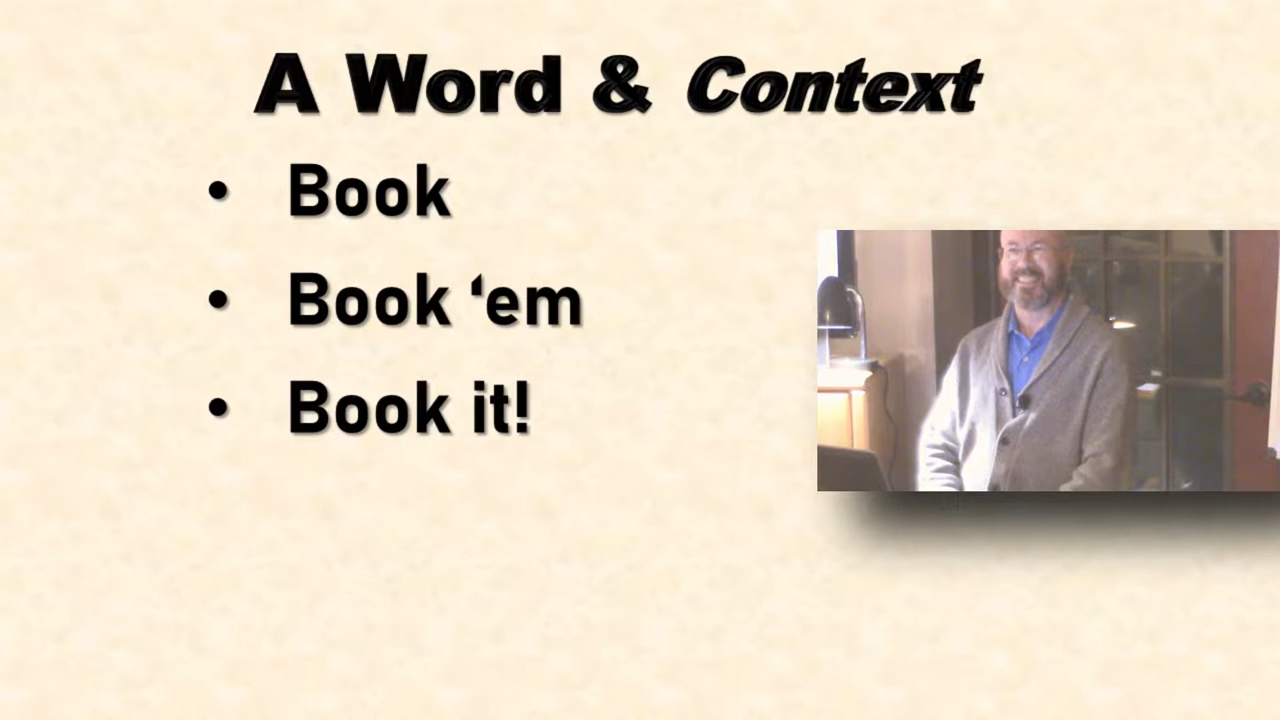 A Word & Context
• Book
• Book ‘em
• Book it!